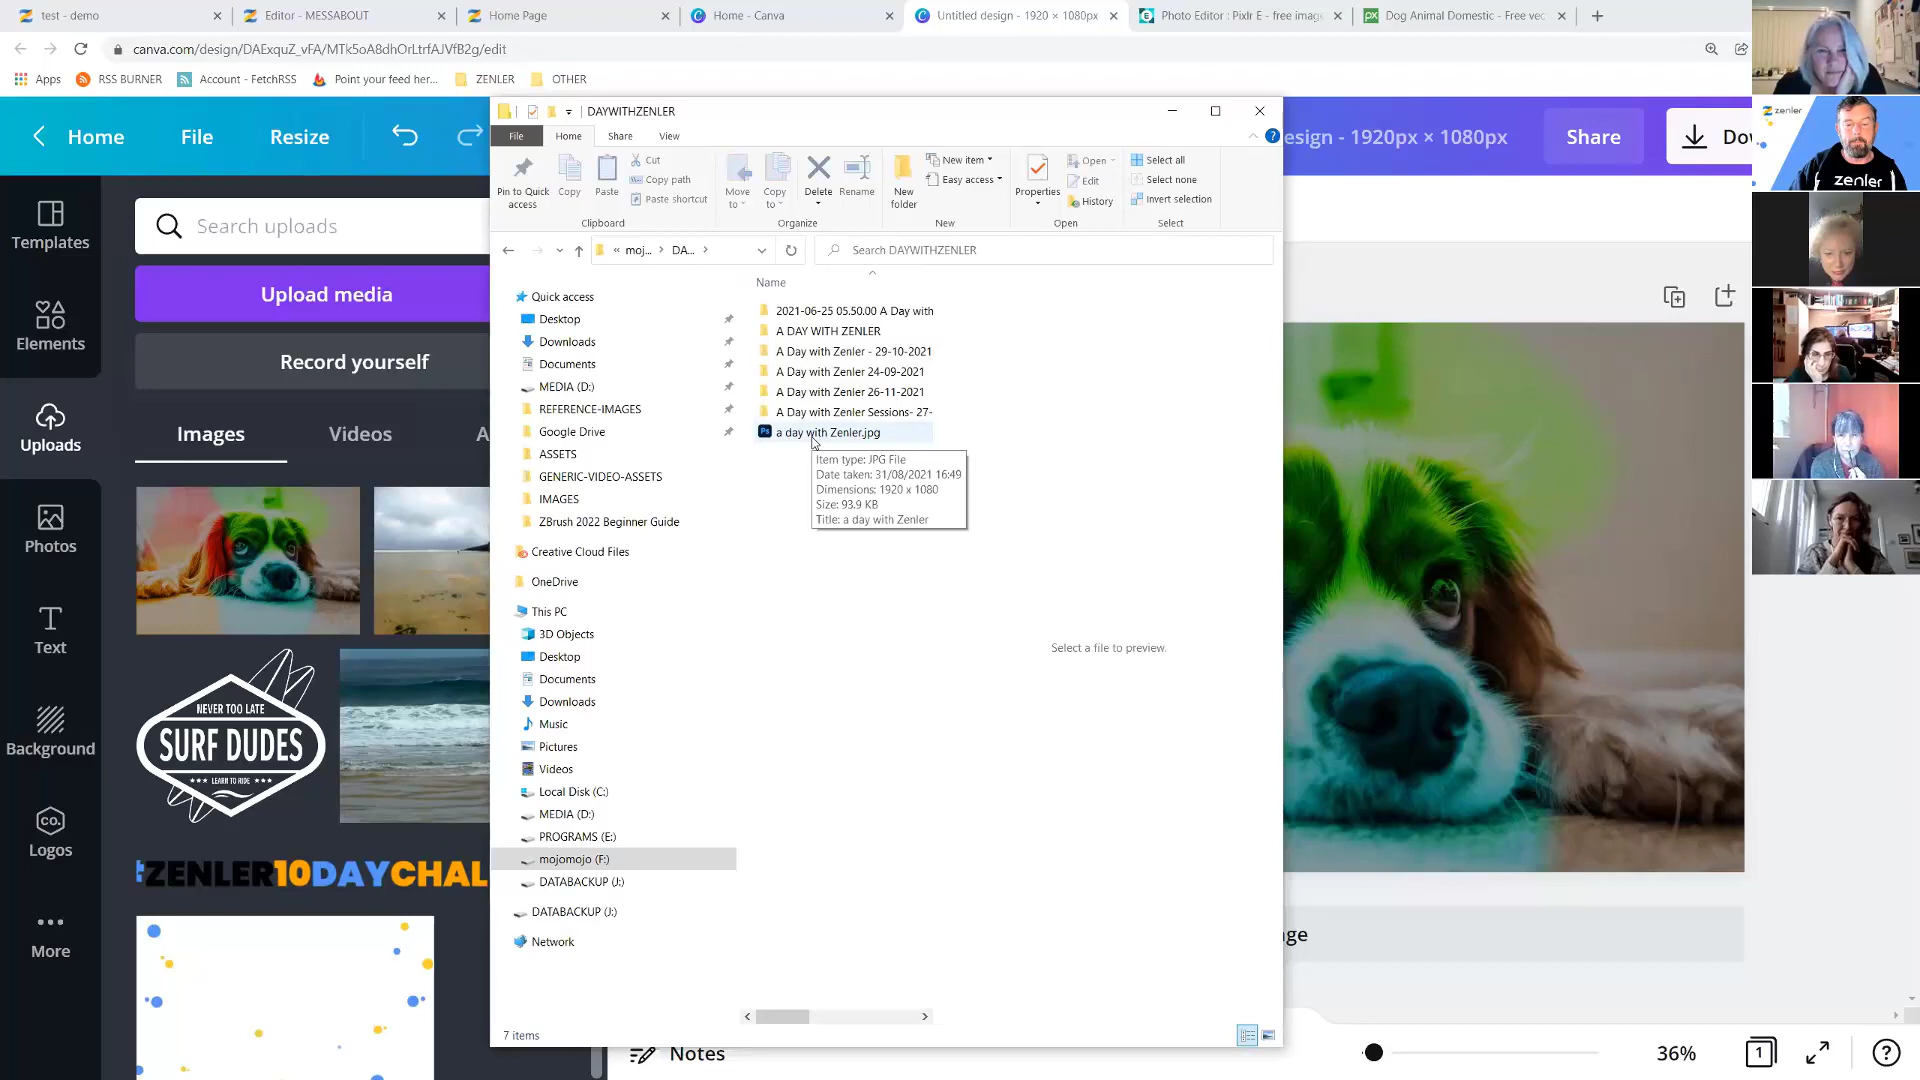 test - demo
Editor - MESSABOUT
Home Page
Home - Canva
Untitled design - 1920 × 1080px
Photo Editor : Pixlr E - free imag
Dog Animal Domestic - Free vec
canva.com/design/DAExquZ_vFA/MTk5oA8dhOrLtrfAJVfB2g/edit
Apps
RSS BURNER
Account - FetchRSS
Point your feed her...
ZENLER
OTHER
Home
File
Resize
esign - 1920px × 1080px
Share
Dov
Templates
Elements
Uploads
Photos
Text
Background
CO.
Logos
More
Search uploads
Upload media
Record yourself
Images
Videos
A
NEVER TOO LATE
SURF DUDES
LEARN TO RIDE
ZENLER10DAYCHAL
DAYWITHZENLER
File
Home
Share
View
Pin to Quick access
Copy
Paste
Cut
Copy path
Paste shortcut
Clipboard
Move to
Copy to
Delete
Rename
Organize
New folder
New item
Easy access
New
Properties
Open
Edit
History
Open
Select all
Select none
Invert selection
Select
« moj... > DA... >
Search DAYWITHZENLER
Quick access
Desktop
Downloads
Documents
MEDIA (D:)
REFERENCE-IMAGES
Google Drive
ASSETS
GENERIC-VIDEO-ASSETS
IMAGES
ZBrush 2022 Beginner Guide
Creative Cloud Files
OneDrive
This PC
3D Objects
Desktop
Documents
Downloads
Music
Pictures
Videos
Local Disk (C:)
MEDIA (D:)
PROGRAMS (E:)
mojomojo (F:)
DATABACKUP (J:)
DATABACKUP (J:)
Network
Name
2021-06-25 05.50.00 A Day with
A DAY WITH ZENLER
A Day with Zenler - 29-10-2021
A Day with Zenler 24-09-2021
A Day with Zenler 26-11-2021
A Day with Zenler Sessions- 27-
Ps a day with Zenler.jpg
Item type: JPG File
Date taken: 31/08/2021 16:49
Dimensions: 1920 x 1080
Size: 93.9 KB
Title: a day with Zenler
Select a file to preview.
7 items
zenler
zenler
ge
Notes
36%
1